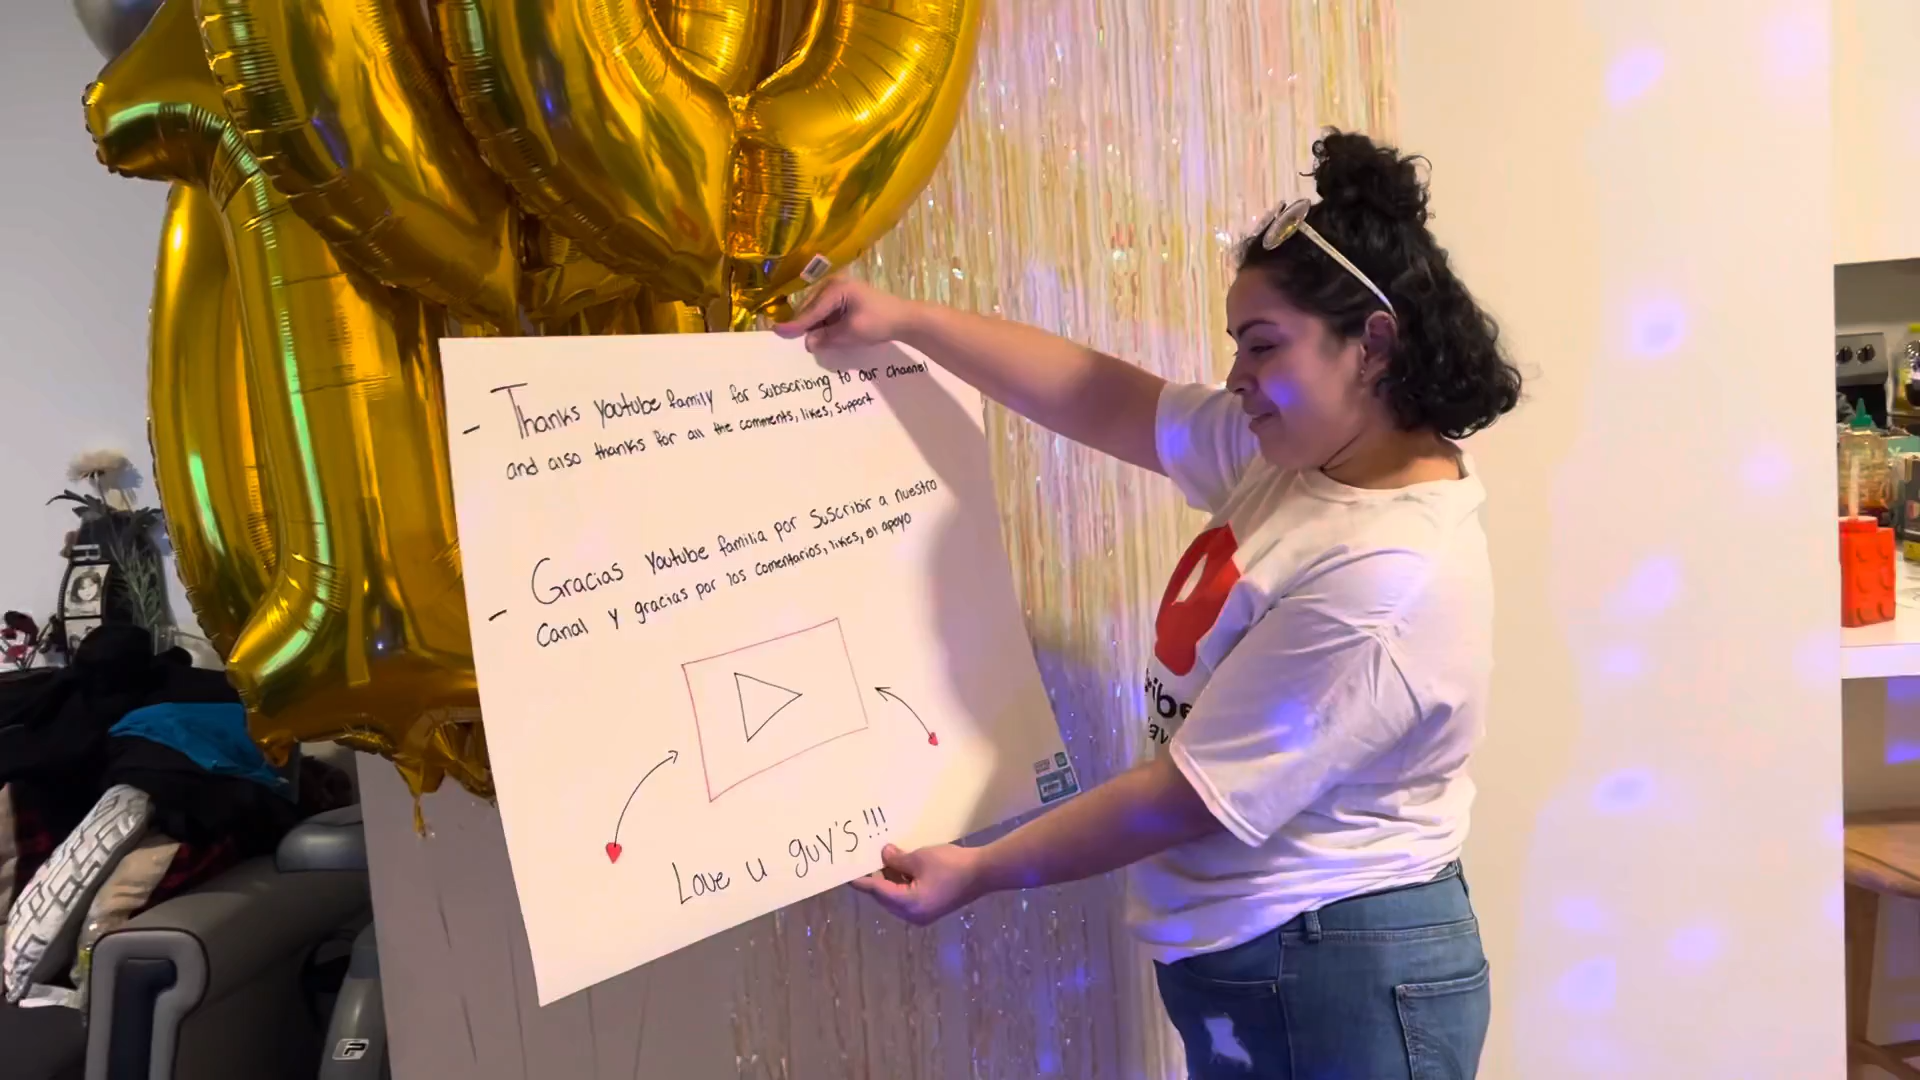 - Thanks Youtube family for subscribing to our channel
and also thanks for all the comments, likes, support
- Gracias Youtube familia por suscribir a nuestro
Canal y gracias por los comentarios, likes, el apoyo
Love u guy's!!!